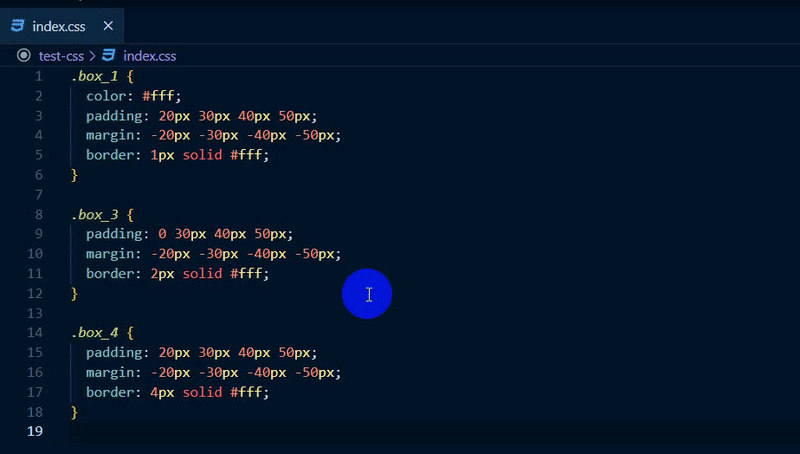 index.css
test-css > index.css
1 .box_1 {
2 color: #fff;
3 padding: 20px 30px 40px 50px;
4 margin: -20px -30px -40px -50px;
5 border: 1px solid #fff;
6 }
7
8 .box_3 {
9 padding: 0 30px 40px 50px;
10 margin: -20px -30px -40px -50px;
11 border: 2px solid #fff;
12 }
13
14 .box_4 {
15 padding: 20px 30px 40px 50px;
16 margin: -20px -30px -40px -50px;
17 border: 4px solid #fff;
18 }
19